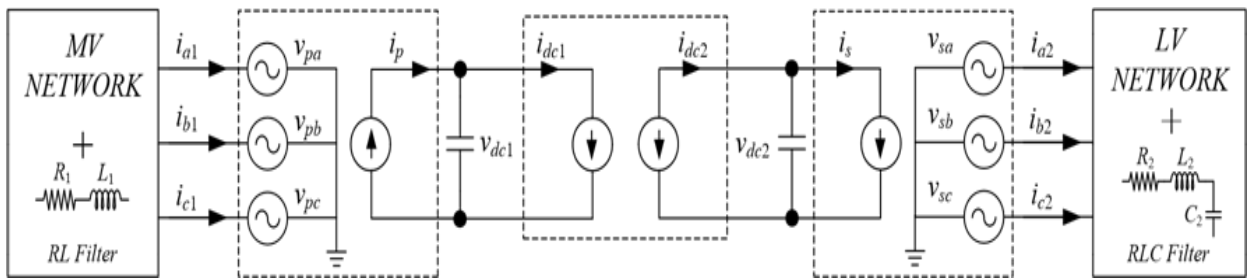 MV
NETWORK
+
R1 L1
RL Filter
ia1
ib1
ic1
vpa
vpb
vpc
ip
vdc1
idc1
idc2
vdc2
is
vsa
vsb
vsc
ia2
ib2
ic2
LV
NETWORK
+
R2 L2
C2
RLC Filter